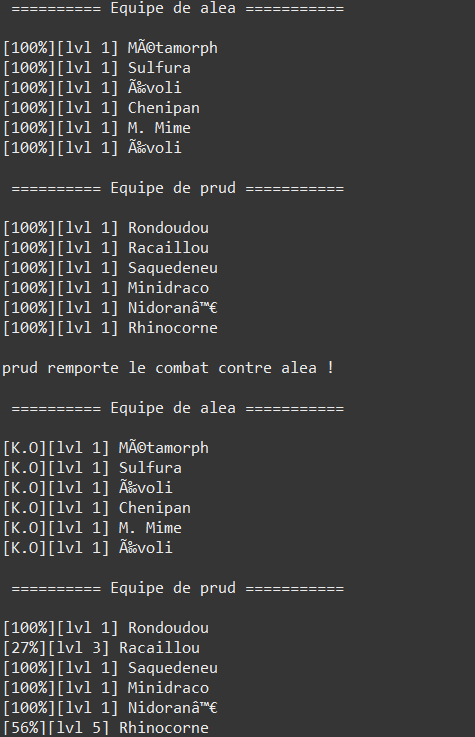 ========== Equipe de alea ===========
[100%][lvl 1] MÃ©tamorph
[100%][lvl 1] Sulfura
[100%][lvl 1] Ã‰voli
[100%][lvl 1] Chenipan
[100%][lvl 1] M. Mime
[100%][lvl 1] Ã‰voli
========== Equipe de prud ===========
[100%][lvl 1] Rondoudou
[100%][lvl 1] Racaillou
[100%][lvl 1] Saquedeneu
[100%][lvl 1] Minidraco
[100%][lvl 1] Nidoranâ™€
[100%][lvl 1] Rhinocorne
prud remporte le combat contre alea !
========== Equipe de alea ===========
[K.O][lvl 1] MÃ©tamorph
[K.O][lvl 1] Sulfura
[K.O][lvl 1] Ã‰voli
[K.O][lvl 1] Chenipan
[K.O][lvl 1] M. Mime
[K.O][lvl 1] Ã‰voli
========== Equipe de prud ===========
[100%][lvl 1] Rondoudou
[27%][lvl 3] Racaillou
[100%][lvl 1] Saquedeneu
[100%][lvl 1] Minidraco
[100%][lvl 1] Nidoranâ™€
[56%][lvl 5] Rhinocorne